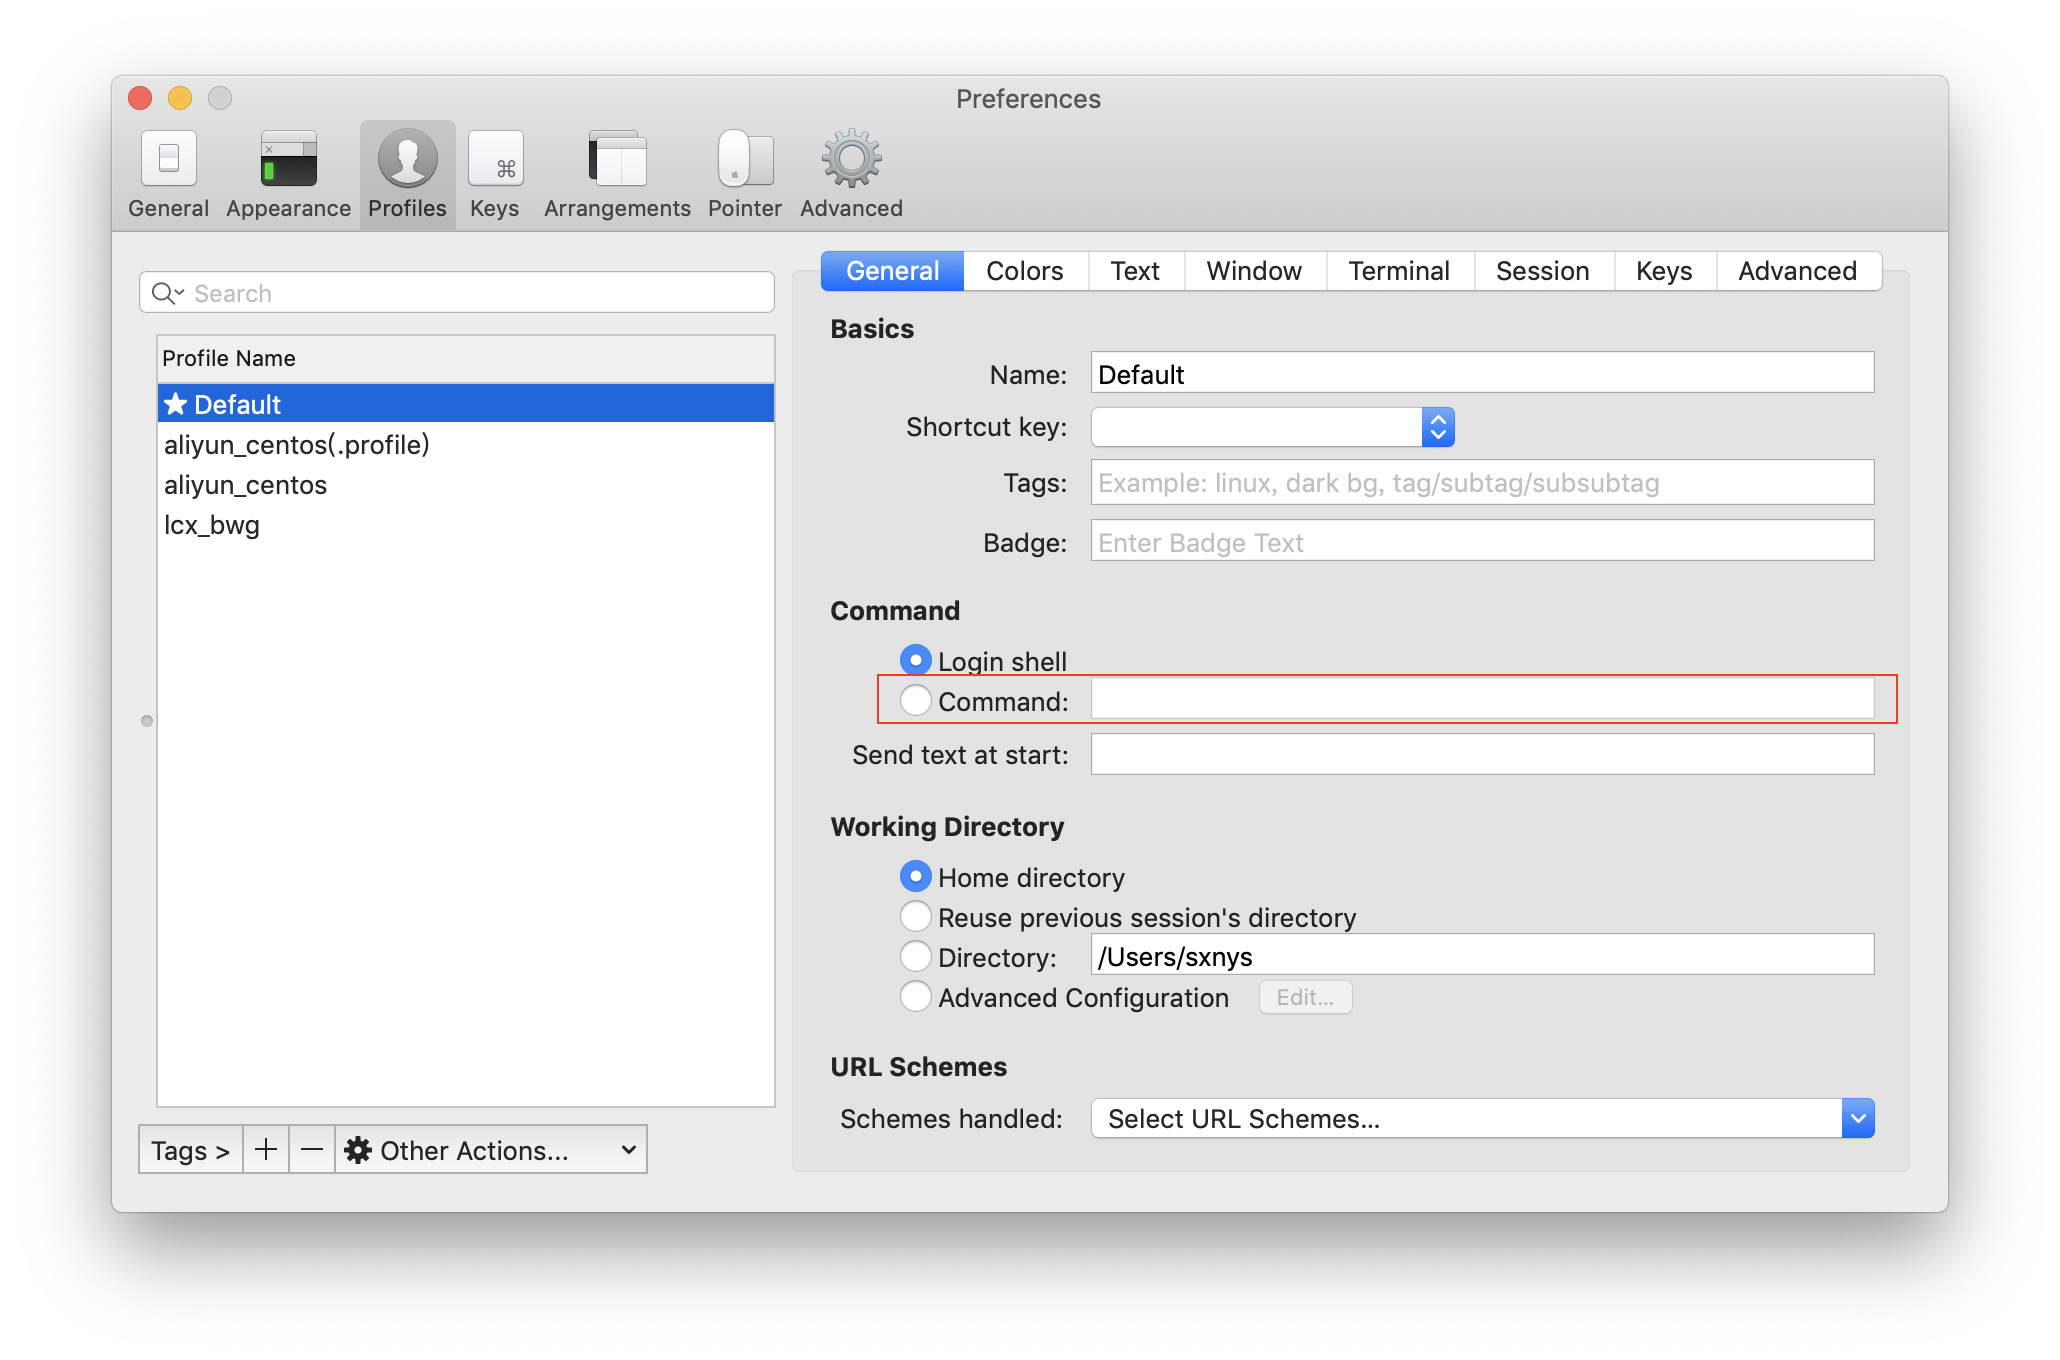 Preferences
General Appearance Profiles Keys Arrangements Pointer Advanced
Search
Profile Name
★ Default
aliyun_centos(.profile)
aliyun_centos
lcx_bwg
Tags > + — Other Actions...
General Colors Text Window Terminal Session Keys Advanced
Basics
Name: Default
Shortcut key:
Tags: Example: linux, dark bg, tag/subtag/subsubtag
Badge: Enter Badge Text
Command
Login shell
Command:
Send text at start:
Working Directory
Home directory
Reuse previous session's directory
Directory: /Users/sxnys
Advanced Configuration Edit...
URL Schemes
Schemes handled: Select URL Schemes...